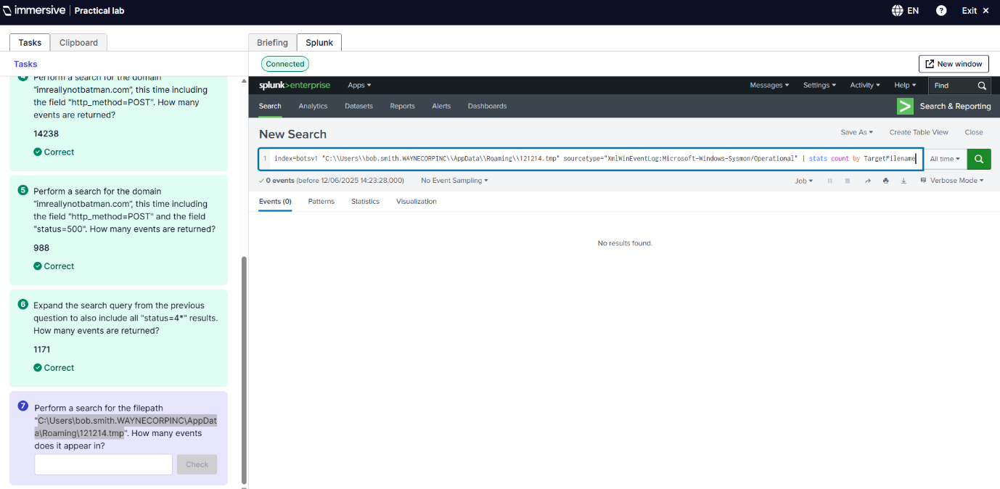 immersive Practical lab EN ? Exit ×
Tasks Clipboard Briefing Splunk
Tasks
Connected New window
Perform a search for the domain
“imreallynotbatman.com”, this time including
the field "http_method=POST". How many
events are returned?
14238
Correct
5 Perform a search for the domain
“imreallynotbatman.com”, this time including
the field "http_method=POST" and the field
"status=500". How many events are returned?
988
Correct
6 Expand the search query from the previous
question to also include all "status=4*" results.
How many events are returned?
1171
Correct
7 Perform a search for the filepath
"C:\Users\bob.smith.WAYNECORPINC\AppDat
a\Roaming\121214.tmp". How many events
does it appear in?
Check
splunk>enterprise Apps Messages Settings Activity Help Find
Search Analytics Datasets Reports Alerts Dashboards > Search & Reporting
New Search Save As Create Table View Close
1 index=botsv1 "C:\\Users\\bob.smith.WAYNECORPINC\\AppData\\Roaming\\121214.tmp" sourcetype="XmlWinEventLog:Microsoft-Windows-Sysmon/Operational" | stats count by TargetFilename All time
0 events (before 12/06/2025 14:23:28.000) No Event Sampling Job Verbose Mode
Events (0) Patterns Statistics Visualization
No results found.